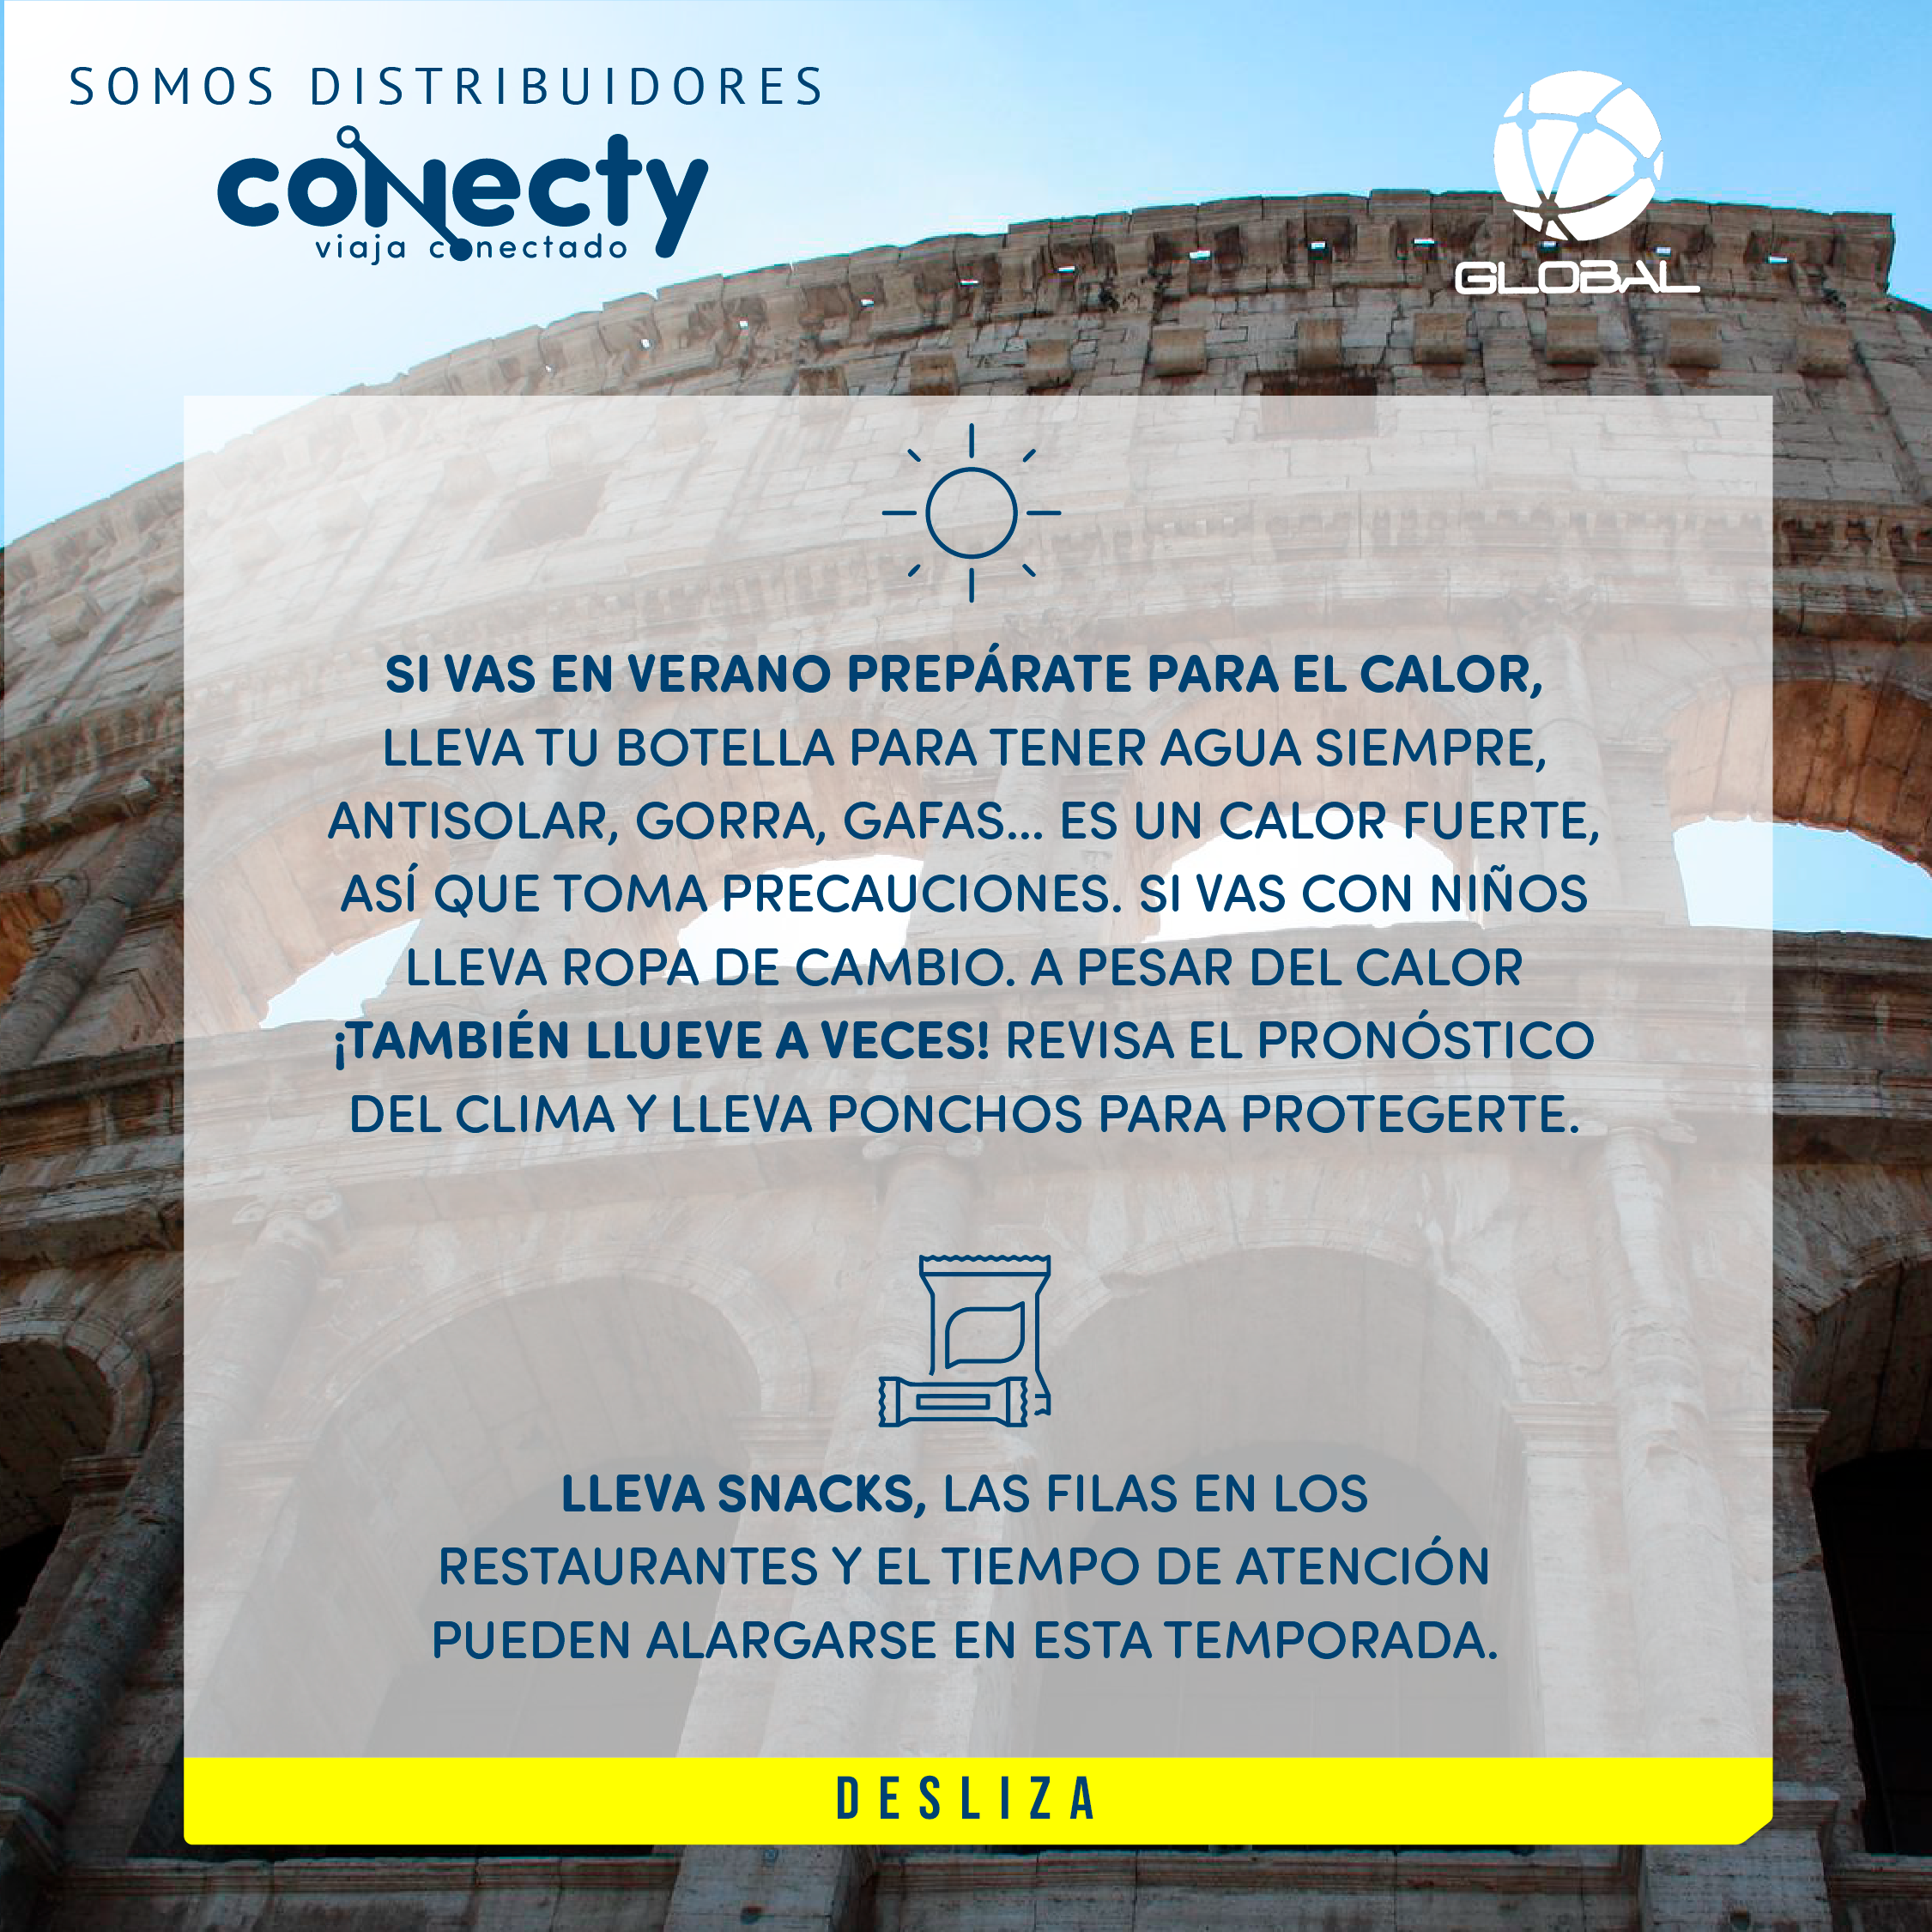 SOMOS DISTRIBUIDORES
coNecty
viaja conectado
GLOBAL
SI VAS EN VERANO PREPÁRATE PARA EL CALOR,
LLEVA TU BOTELLA PARA TENER AGUA SIEMPRE,
ANTISOLAR, GORRA, GAFAS... ES UN CALOR FUERTE,
ASÍ QUE TOMA PRECAUCIONES. SI VAS CON NIÑOS
LLEVA ROPA DE CAMBIO. A PESAR DEL CALOR
¡TAMBIÉN LLUEVE A VECES! REVISA EL PRONÓSTICO
DEL CLIMA Y LLEVA PONCHOS PARA PROTEGERTE.
LLEVA SNACKS, LAS FILAS EN LOS
RESTAURANTES Y EL TIEMPO DE ATENCIÓN
PUEDEN ALARGARSE EN ESTA TEMPORADA.
DESLIZA